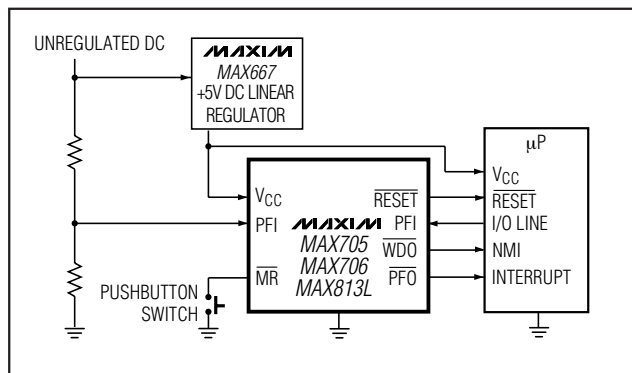 UNREGULATED DC
MAXIM
MAX667
+5V DC LINEAR
REGULATOR
µP
VCC
RESET
I/O LINE
NMI
INTERRUPT
VCC
PFI
MR
MAXIM
MAX705
MAX706
MAX813L
RESET
PFI
WDO
PFO
PUSHBUTTON
SWITCH